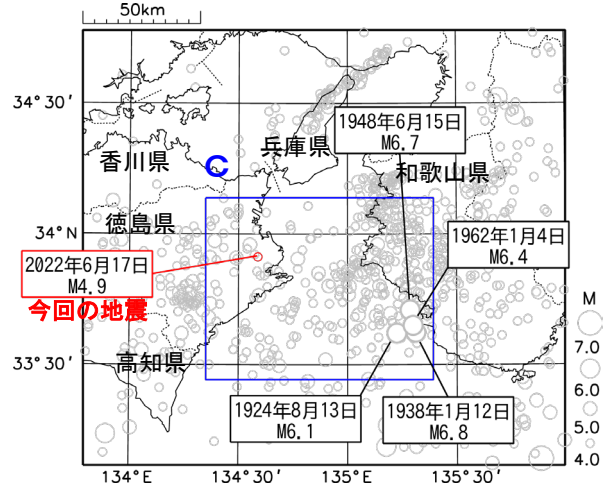 50km
34°30′
34°N
33°30′
134°E
134°30′
135°E
135°30′
香川県
C
兵庫県
1948年6月15日
M6.7
和歌山県
徳島県
1962年1月4日
M6.4
2022年6月17日
M4.9
今回の地震
高知県
1924年8月13日
M6.1
1938年1月12日
M6.8
M
7.0
6.0
5.0
4.0